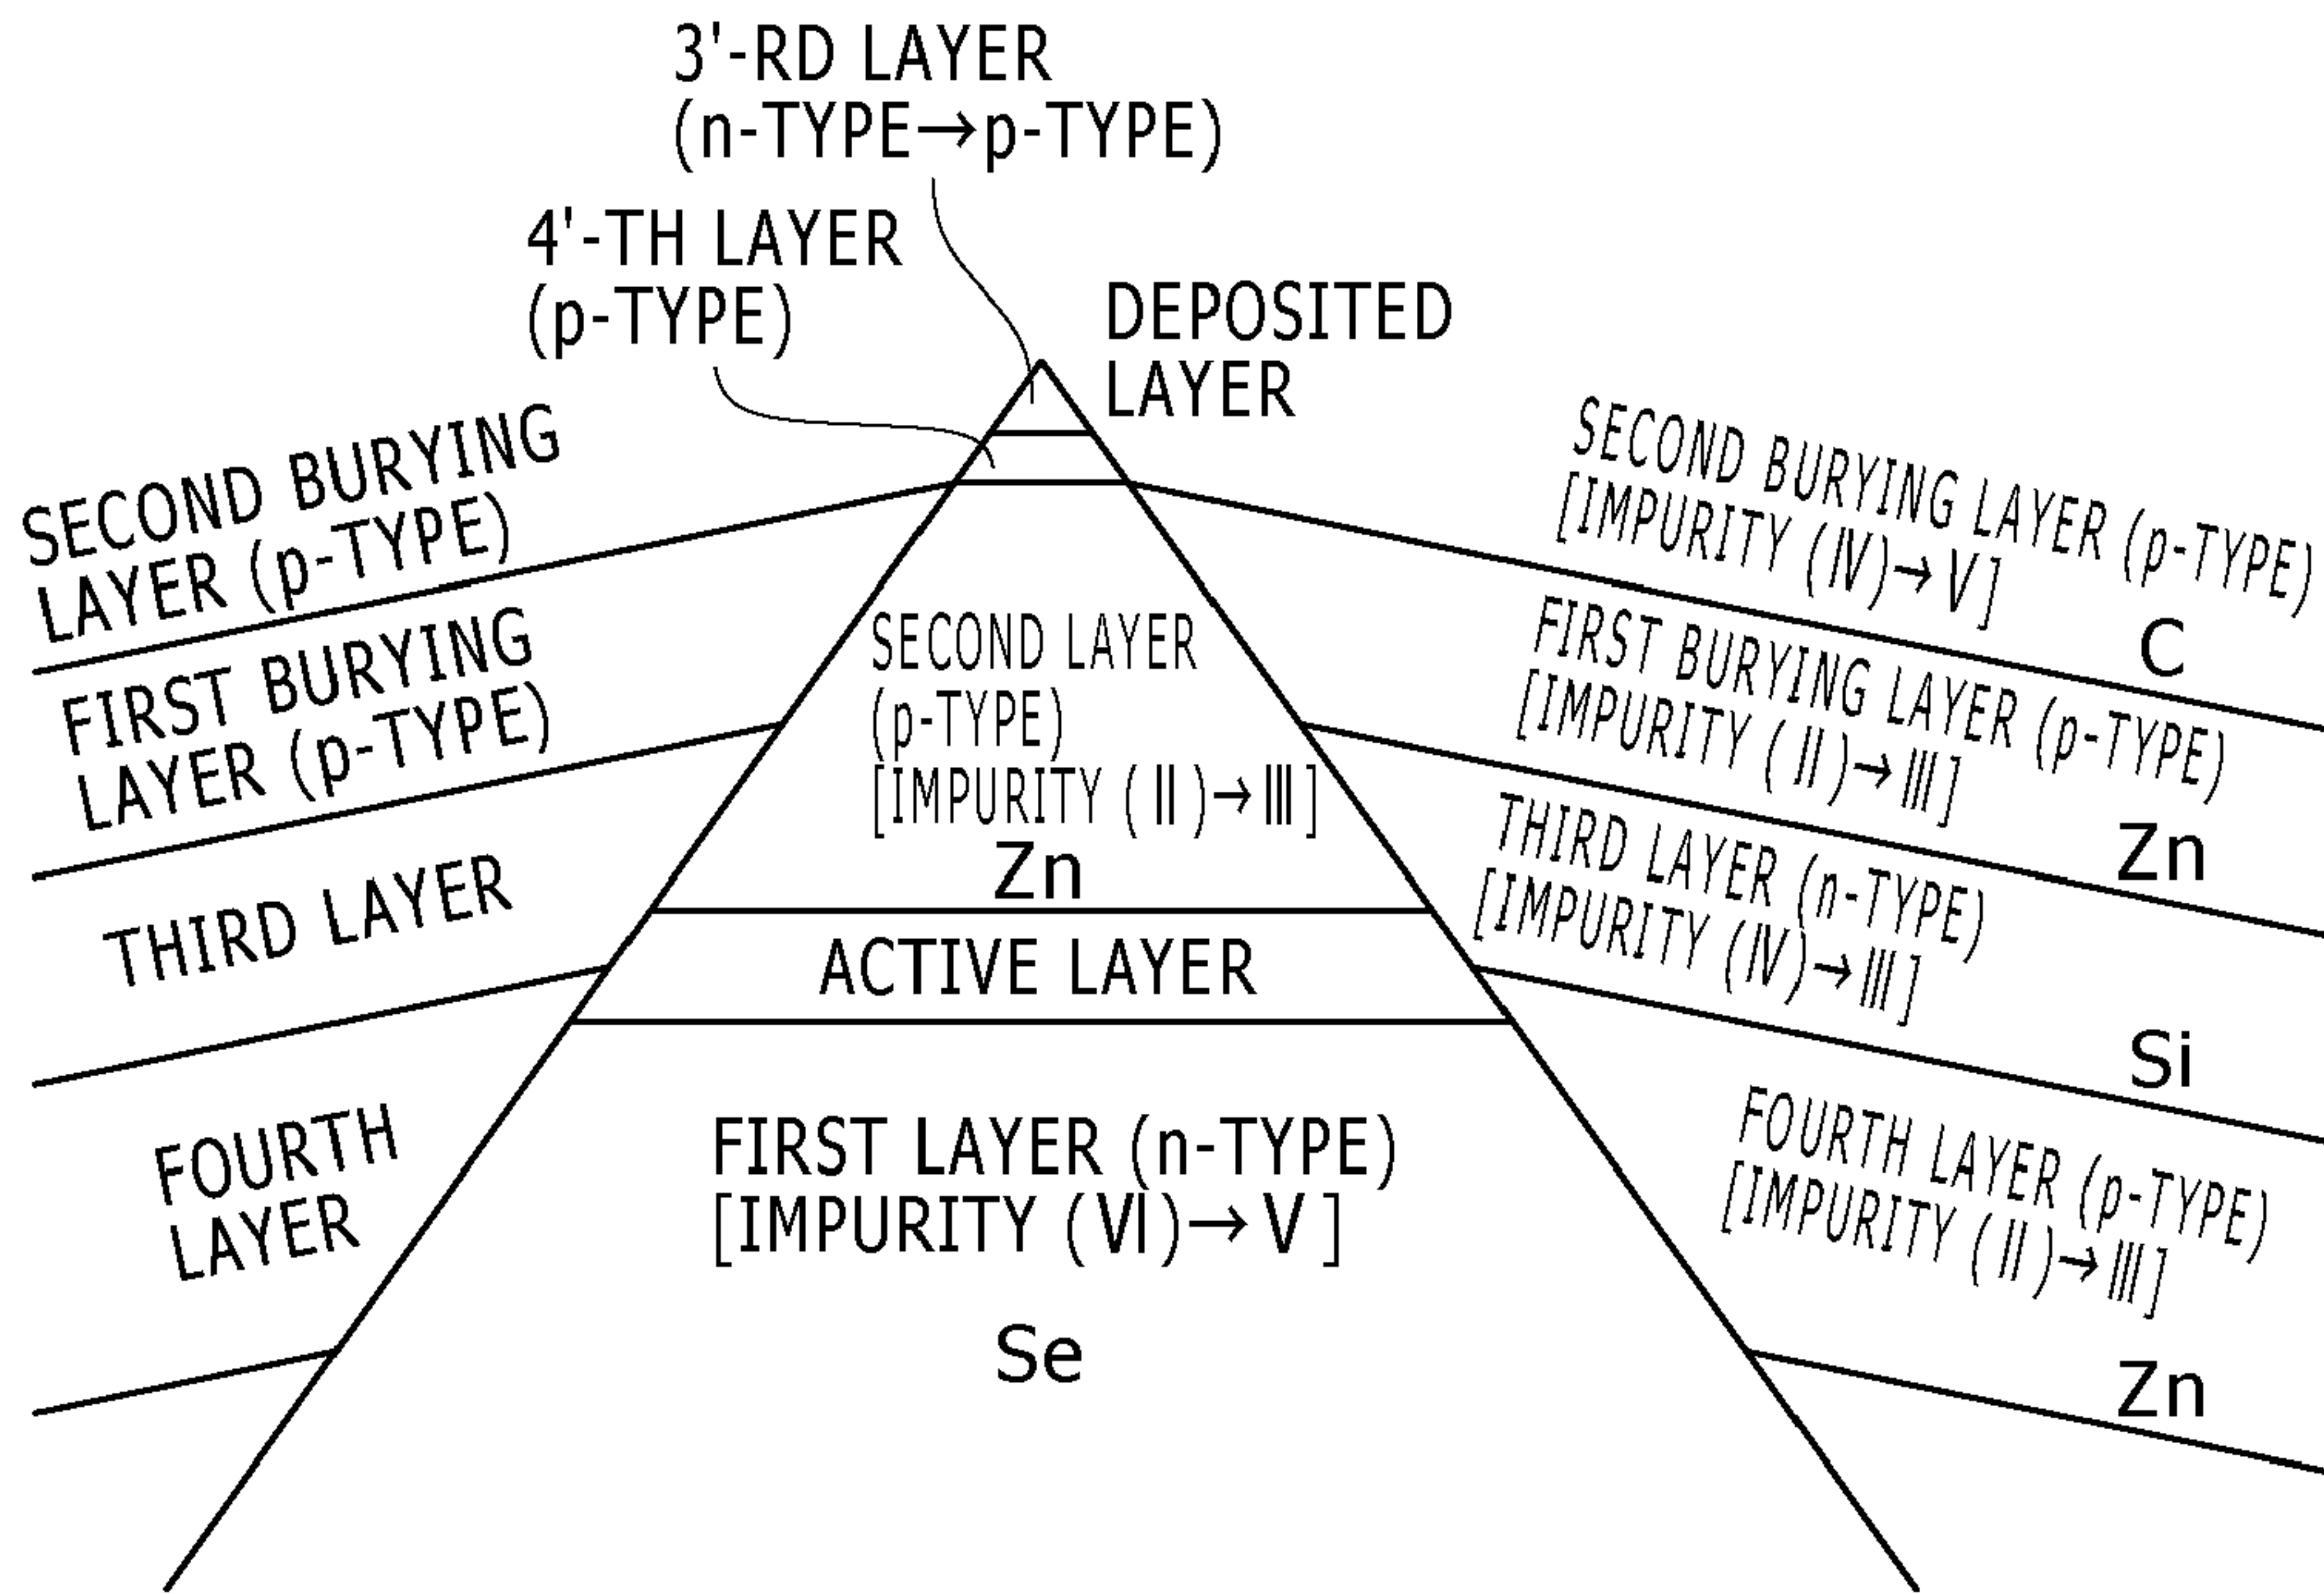 3'-RD LAYER
(n-TYPE→p-TYPE)
4'-TH LAYER
(p-TYPE)
DEPOSITED
LAYER
SECOND BURYING
LAYER (p-TYPE)
FIRST BURYING
LAYER (p-TYPE)
THIRD LAYER
FOURTH
LAYER
SECOND LAYER
(p-TYPE)
[IMPURITY (Ⅱ)→Ⅲ]
Zn
ACTIVE LAYER
FIRST LAYER (n-TYPE)
[IMPURITY (Ⅵ)→Ⅴ]
Se
SECOND BURYING LAYER (p-TYPE)
[IMPURITY (Ⅳ)→Ⅴ]
C
FIRST BURYING LAYER (p-TYPE)
[IMPURITY (Ⅱ)→Ⅲ]
Zn
THIRD LAYER (n-TYPE)
[IMPURITY (Ⅳ)→Ⅲ]
Si
FOURTH LAYER (p-TYPE)
[IMPURITY (Ⅱ)→Ⅲ]
Zn